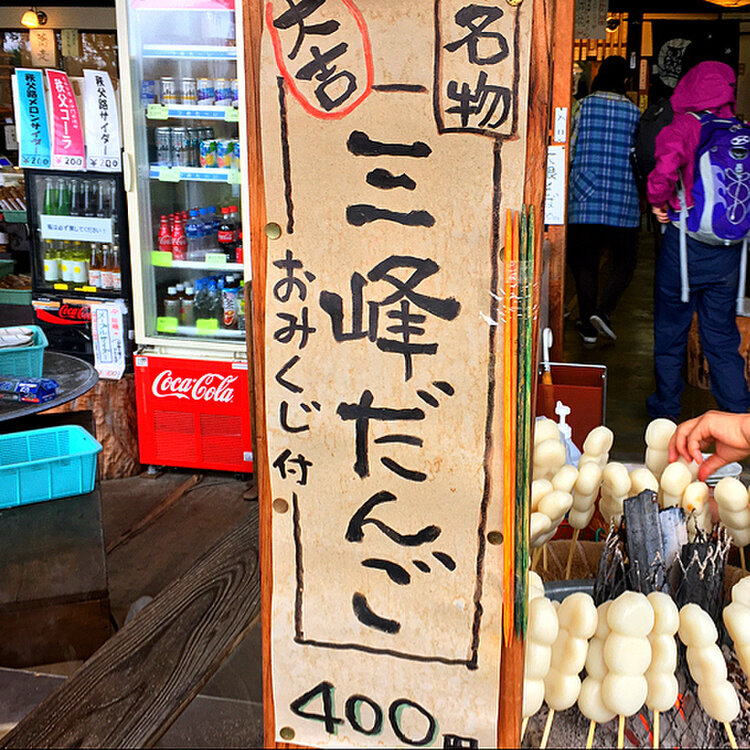 大吉
名物
三峰だんご
おみくじ付
400円
秩父路メロンサイダー
¥210
秩父コーラ
¥200
秩父路サイダー
¥200
Coca-Cola
Coca-Cola